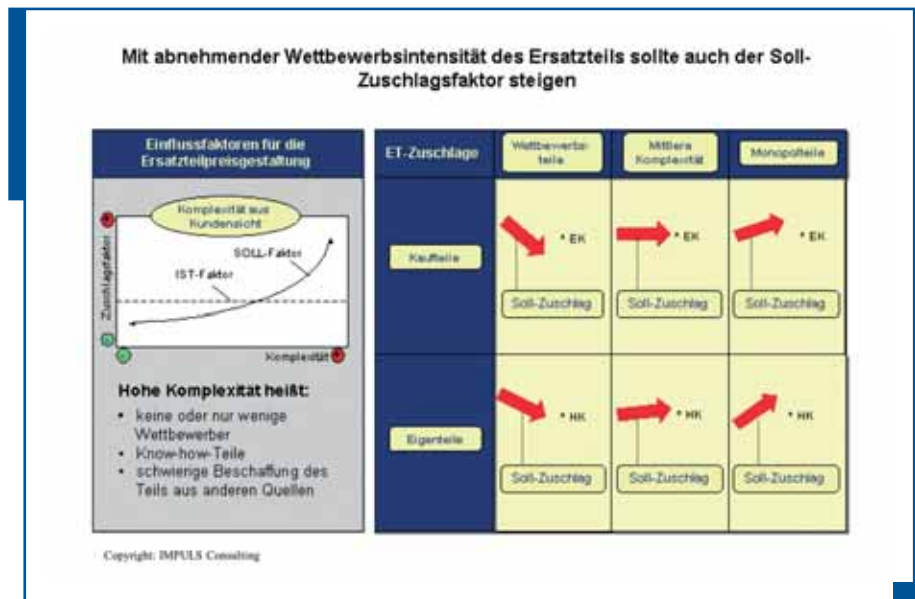 Mit abnehmender Wettbewerbsintensität des Ersatzteils sollte auch der Soll-
Zuschlagsfaktor steigen
Einflussfaktoren für die
Ersatzteilpreisgestaltung
Komplexität aus
Kundensicht
SOLL-Faktor
IST-Faktor
Zuschlagsfaktor
Komplexität
Hohe Komplexität heißt:
• keine oder nur wenige
Wettbewerber
• Know-how-Teile
• schwierige Beschaffung des
Teils aus anderen Quellen
ET-Zuschläge
Wettbewerbs-
teile
Mittlere
Komplexität
Monopolteile
Kaufteile
* EK
* EK
* EK
Soll-Zuschlag
Soll-Zuschlag
Soll-Zuschlag
Eigenteile
* HK
* HK
* HK
Soll-Zuschlag
Soll-Zuschlag
Soll-Zuschlag
Copyright: IMPULS Consulting